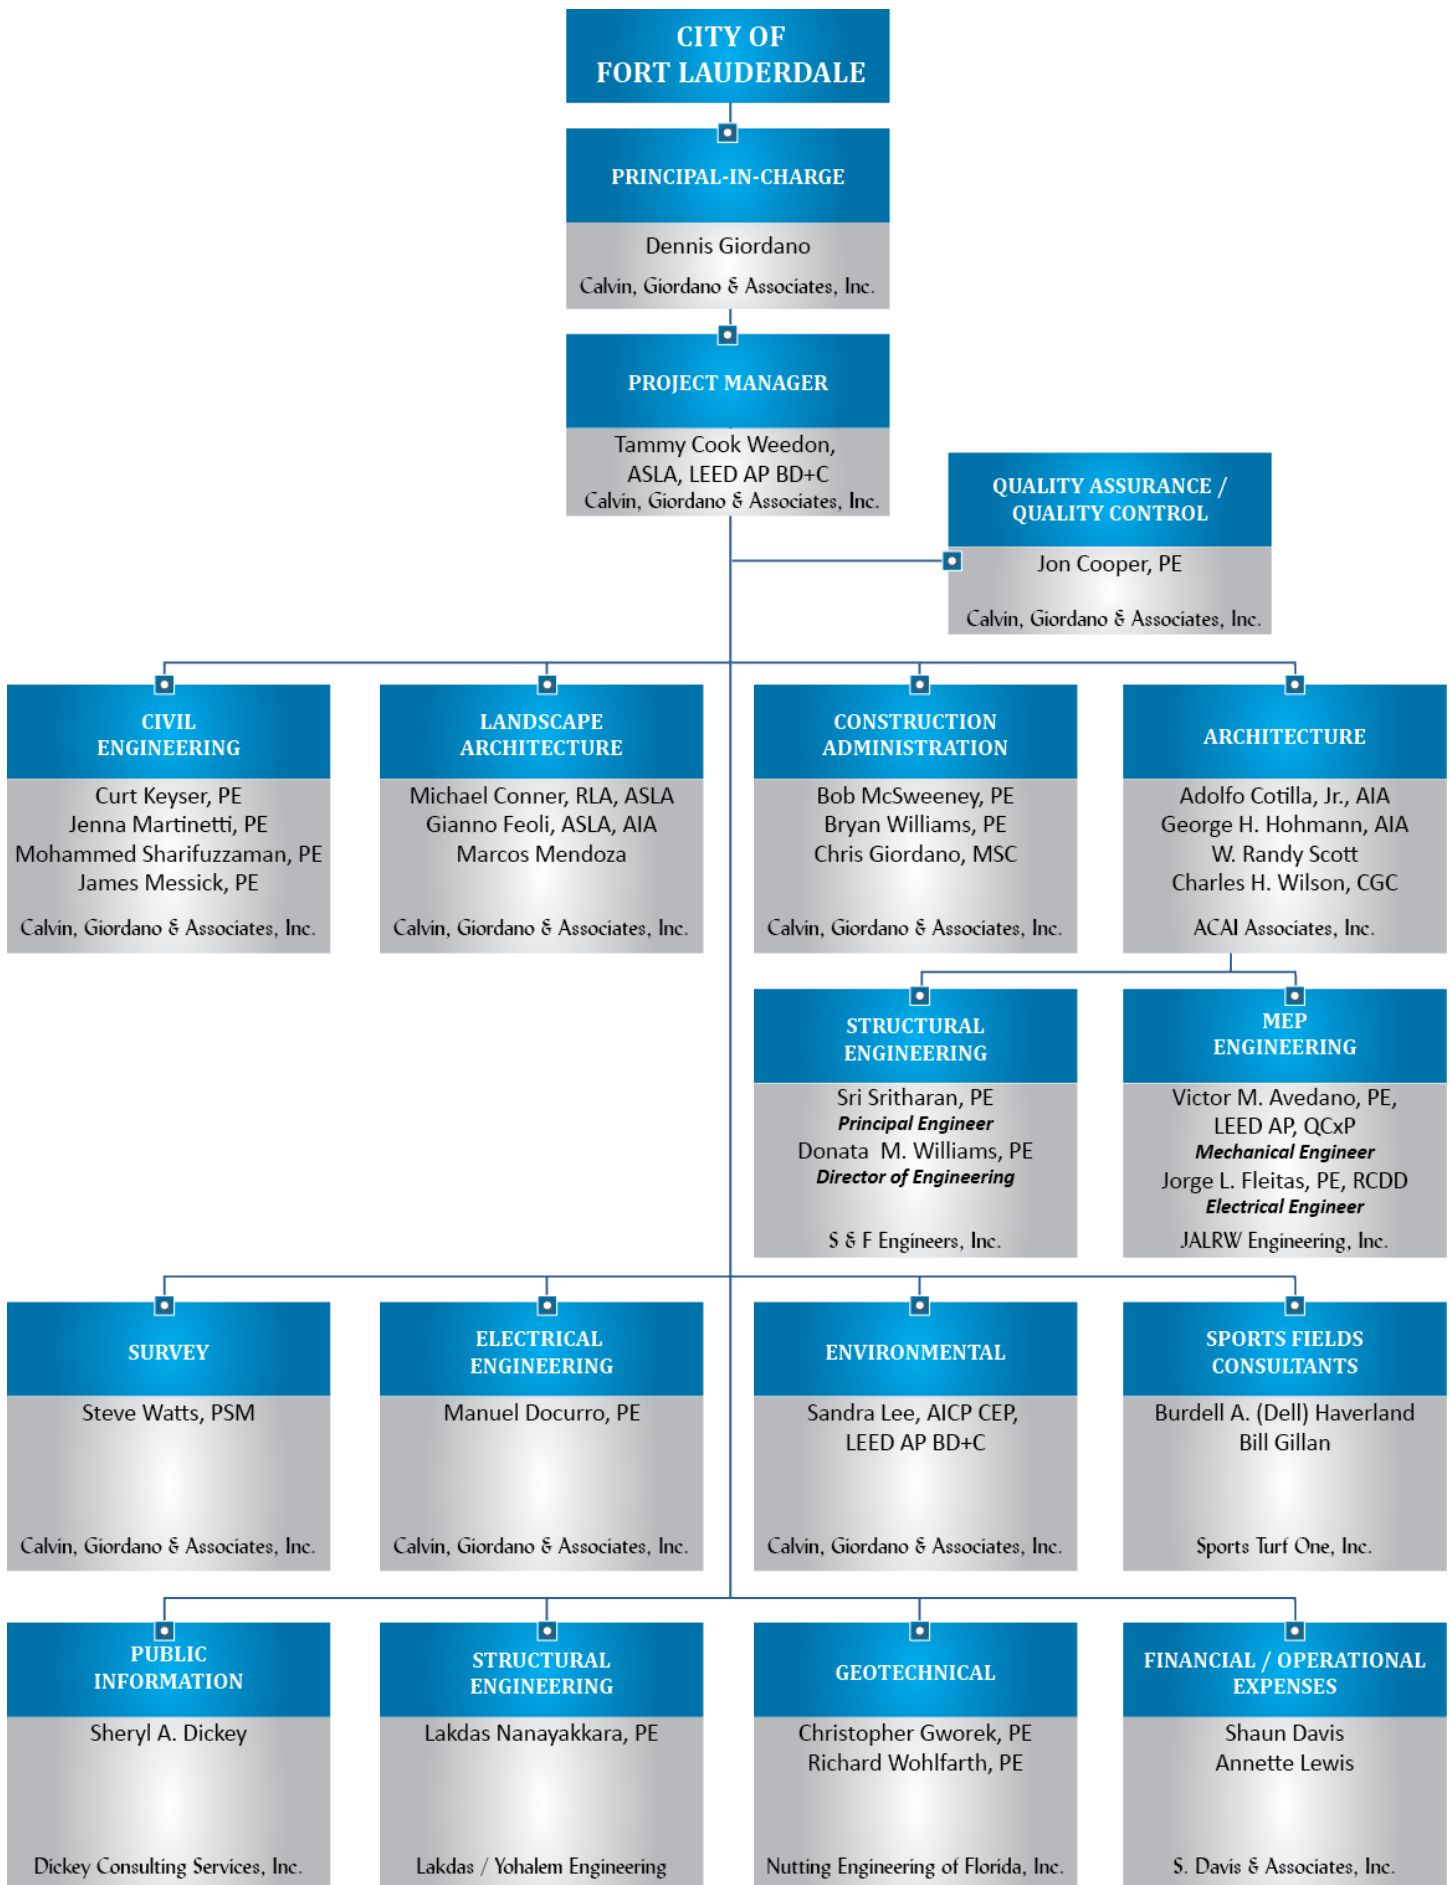 CITY OF
FORT LAUDERDALE
PRINCIPAL-IN-CHARGE
Dennis Giordano
Calvin, Giordano & Associates, Inc.
PROJECT MANAGER
Tammy Cook Weedon,
ASLA, LEED AP BD+C
Calvin, Giordano & Associates, Inc.
QUALITY ASSURANCE /
QUALITY CONTROL
Jon Cooper, PE
Calvin, Giordano & Associates, Inc.
CIVIL
ENGINEERING
Curt Keyser, PE
Jenna Martinetti, PE
Mohammed Sharifuzzaman, PE
James Messick, PE
Calvin, Giordano & Associates, Inc.
LANDSCAPE
ARCHITECTURE
Michael Conner, RLA, ASLA
Gianno Feoli, ASLA, AIA
Marcos Mendoza
Calvin, Giordano & Associates, Inc.
CONSTRUCTION
ADMINISTRATION
Bob McSweeney, PE
Bryan Williams, PE
Chris Giordano, MSC
Calvin, Giordano & Associates, Inc.
ARCHITECTURE
Adolfo Cotilla, Jr., AIA
George H. Hohmann, AIA
W. Randy Scott
Charles H. Wilson, CGC
ACAI Associates, Inc.
STRUCTURAL
ENGINEERING
Sri Sritharan, PE
Principal Engineer
Donata M. Williams, PE
Director of Engineering
S & F Engineers, Inc.
MEP
ENGINEERING
Victor M. Avedano, PE,
LEED AP, QCxP
Mechanical Engineer
Jorge L. Fleitas, PE, RCDD
Electrical Engineer
JALRW Engineering, Inc.
SURVEY
Steve Watts, PSM
Calvin, Giordano & Associates, Inc.
ELECTRICAL
ENGINEERING
Manuel Docurro, PE
Calvin, Giordano & Associates, Inc.
ENVIRONMENTAL
Sandra Lee, AICP CEP,
LEED AP BD+C
Calvin, Giordano & Associates, Inc.
SPORTS FIELDS
CONSULTANTS
Burdell A. (Dell) Haverland
Bill Gillan
Sports Turf One, Inc.
PUBLIC
INFORMATION
Sheryl A. Dickey
Dickey Consulting Services, Inc.
STRUCTURAL
ENGINEERING
Lakdas Nanayakkara, PE
Lakdas / Yohalem Engineering
GEOTECHNICAL
Christopher Gworek, PE
Richard Wohlfarth, PE
Nutting Engineering of Florida, Inc.
FINANCIAL / OPERATIONAL
EXPENSES
Shaun Davis
Annette Lewis
S. Davis & Associates, Inc.